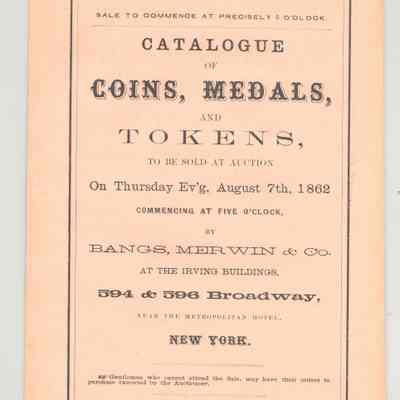 SALE TO COMMENCE AT PRECISELY 5 O'CLOCK
CATALOGUE
OF
COINS, MEDALS,
AND
TOKENS,
TO BE SOLD AT AUCTION
On Thursday Ev'g, August 7th, 1862
COMMENCING AT FIVE O'CLOCK,
BY
BANGS, MERWIN & Co.
AT THE IRVING BUILDINGS,
594 & 596 Broadway,
NEAR THE METROPOLITAN HOTEL,
NEW YORK.
Gentlemen who cannot attend the Sale, may have their orders to
purchase executed by the Auctioneer.